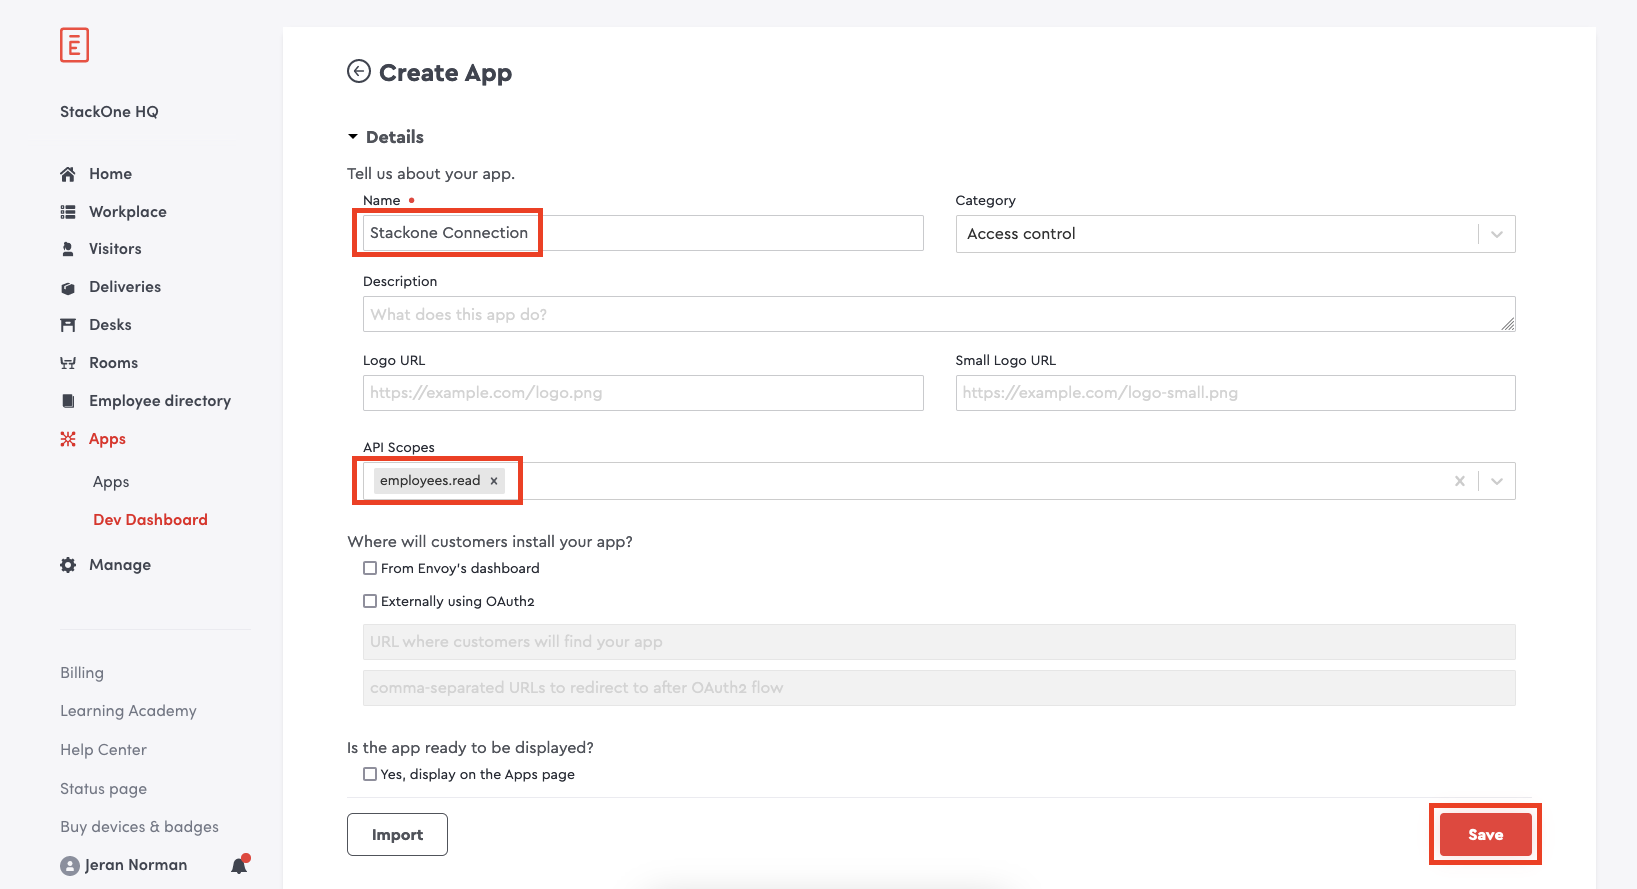 StackOne HQ
Home
Workplace
Visitors
Deliveries
Desks
Rooms
Employee directory
Apps
Apps
Dev Dashboard
Manage
Billing
Learning Academy
Help Center
Status page
Buy devices & badges
Jeran Norman
Create App
Details
Tell us about your app.
Name
Category
Stackone Connection
Access control
Description
What does this app do?
Logo URL
Small Logo URL
https://example.com/logo.png
https://example.com/logo-small.png
API Scopes
employees.read
Where will customers install your app?
From Envoy's dashboard
Externally using OAuth2
URL where customers will find your app
comma-separated URLs to redirect to after OAuth2 flow
Is the app ready to be displayed?
Yes, display on the Apps page
Import
Save